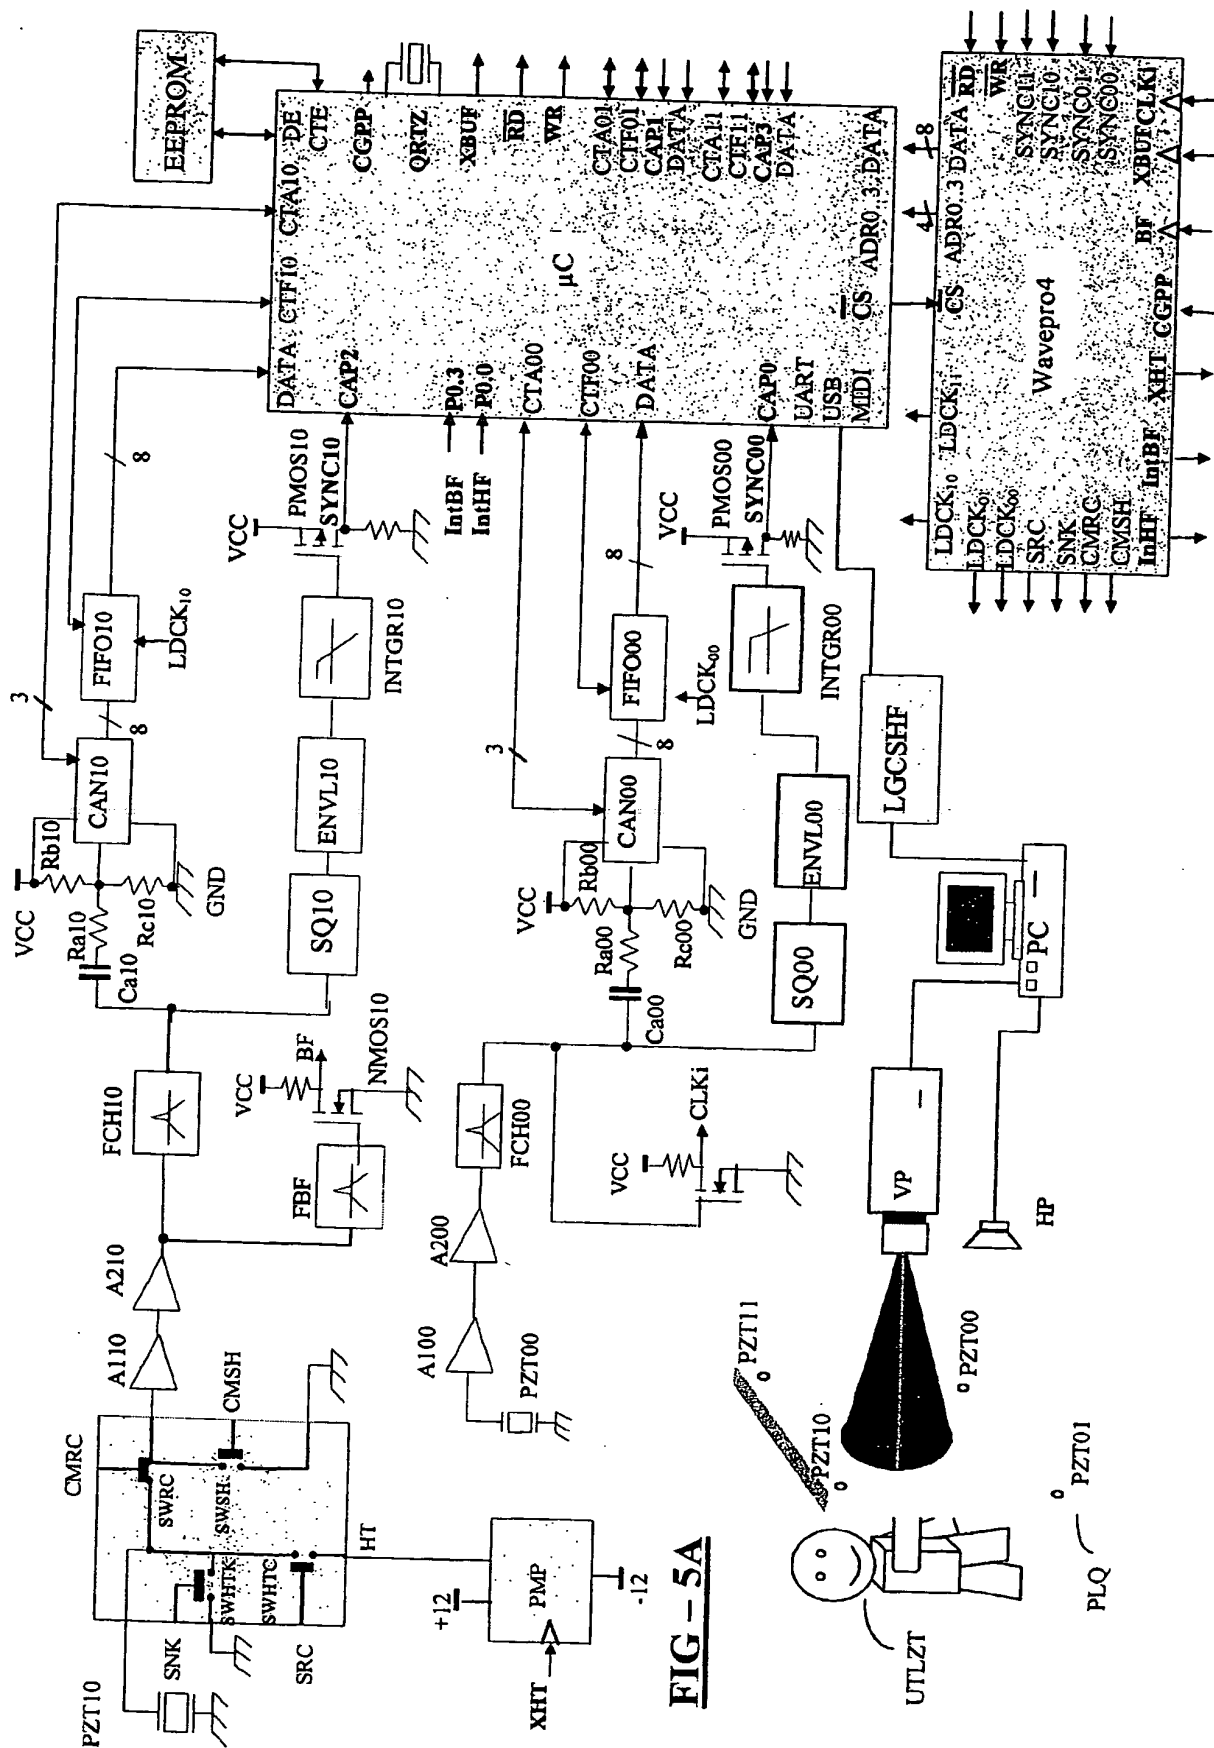 EEPROM
DE
CTE
CGPP
QRTZ
XBUF
RD
WR
CTA01
CTF01
CAP1
DATA
CTA11
CTF11
CAP3
DATA
DATA
CTF10
CTA10
CAP2
P0.3
P0.0
CTA00
CTF00
DATA
CAP0
UART
USB
MIDI
CS
ADR0..3
DATA
µC
IntBF
IntHF
3
8
8
FIFO10
LDCK10
CAN10
VCC
Rb10
Ra10
Rc10
GND
Ca10
VCC
PMOS10
SYNC10
INTGR10
ENVL10
SQ10
FCH10
VCC
BF
NMOS10
FBF
A210
A110
CMRC
SWRC
SWSH
CMSH
SWHTK
SWHTC
SNK
SRC
HT
PZT10
+12
PMP
-12
XHT
3
8
8
FIFO00
LDCK00
CAN00
VCC
Rb00
Ra00
Rc00
GND
Ca00
VCC
PMOS00
SYNC00
INTGR00
ENVL00
SQ00
FCH00
A200
A100
PZT00
VCC
CLKi
LGCSHF
PC
VP
HP
PZT11
PZT10
PZT00
PZT01
PLQ
UTLZT
4
8
CS
ADR0..3
DATA
RD
WR
SYNC11
SYNC10
SYNC01
SYNC00
XBUF
CLKi
BF
CGPP
XHT
IntBF
InHF
LDCK11
LDCK10
LDCK01
LDCK00
SRC
SNK
CMRC
CMSH
Wavepro4
FIG – 5A